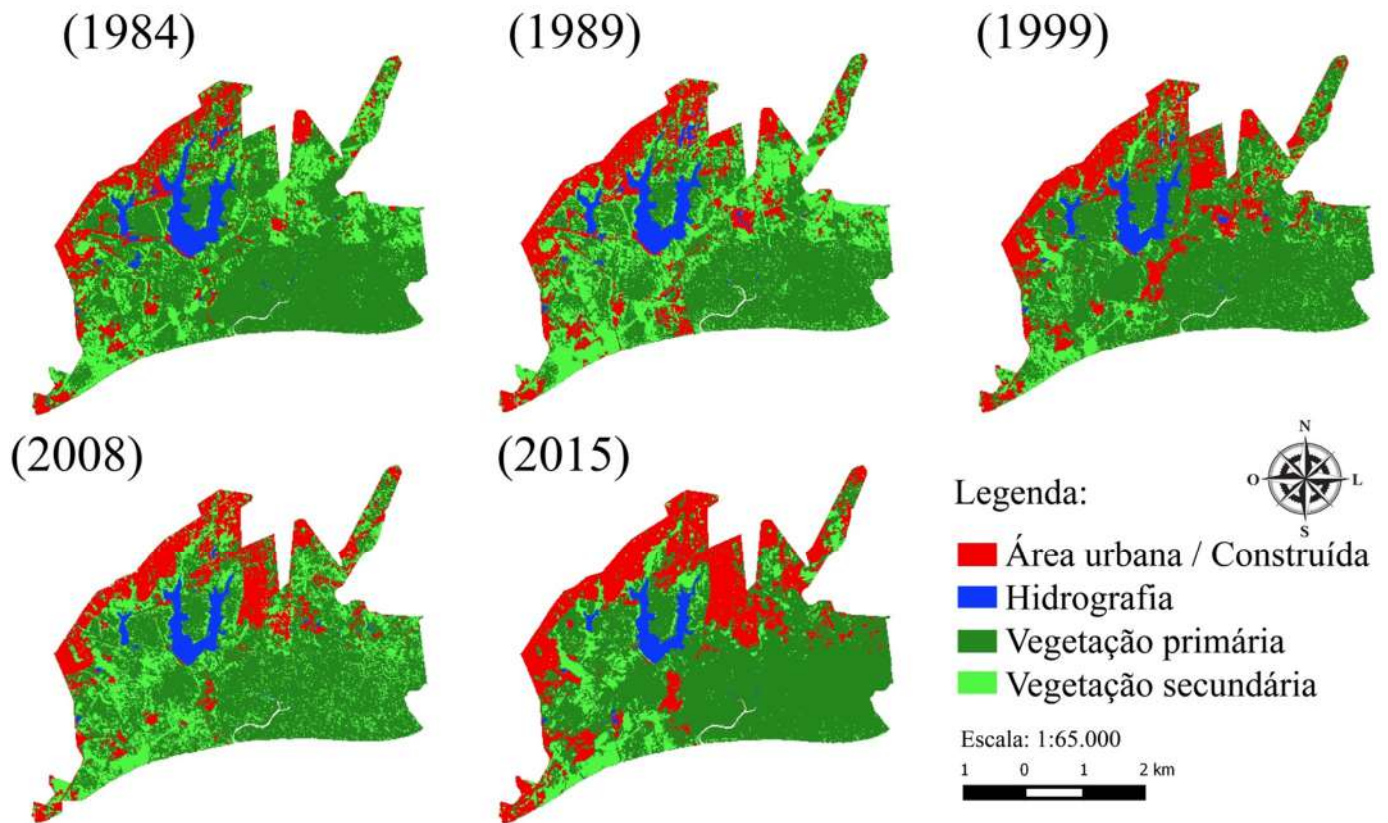 (1984)
(1989)
(1999)
(2008)
(2015)
N
O
L
S
Legenda:
Área urbana / Construída
Hidrografia
Vegetação primária
Vegetação secundária
Escala: 1:65.000
1 0 1 2 km